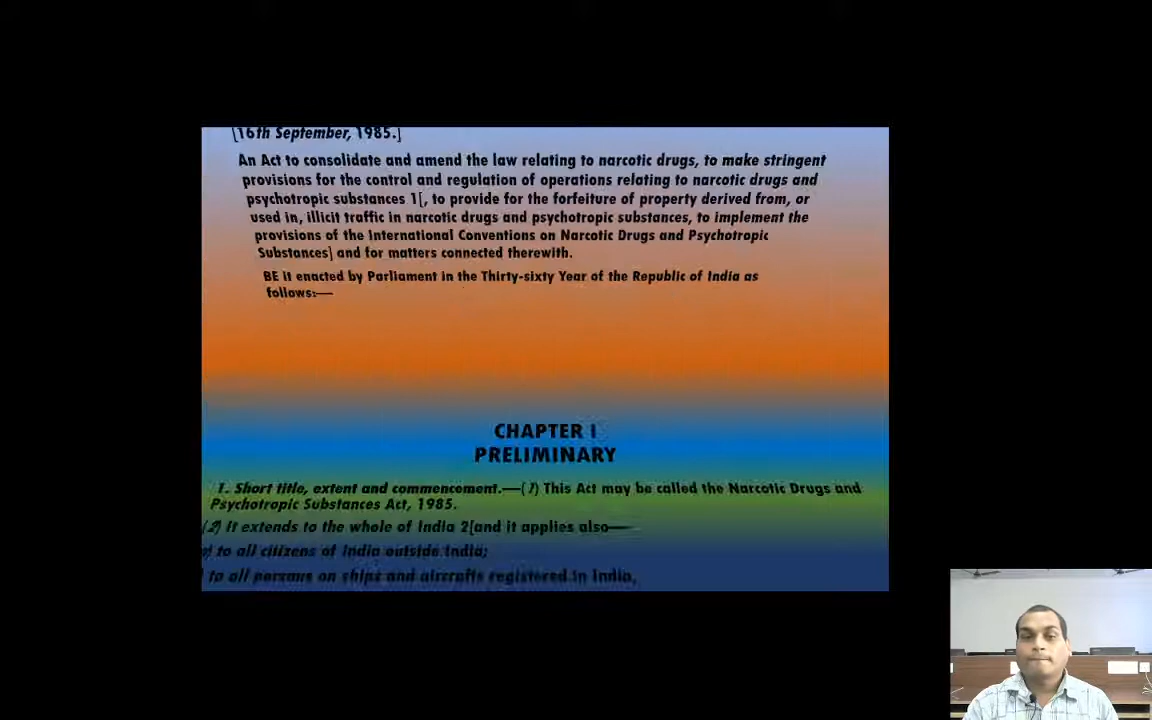 [16th September, 1985.]
An Act to consolidate and amend the law relating to narcotic drugs, to make stringent
provisions for the control and regulation of operations relating to narcotic drugs and
psychotropic substances 1[, to provide for the forfeiture of property derived from, or
used in, illicit traffic in narcotic drugs and psychotropic substances, to implement the
provisions of the International Conventions on Narcotic Drugs and Psychotropic
Substances] and for matters connected therewith.
BE it enacted by Parliament in the Thirty-sixty Year of the Republic of India as
follows:—
CHAPTER I
PRELIMINARY
1. Short title, extent and commencement.—(1) This Act may be called the Narcotic Drugs and
Psychotropic Substances Act, 1985.
(2) It extends to the whole of India 2[and it applies also—
) to all citizens of India outside India;
to all persons on ships and aircrafts registered in India,